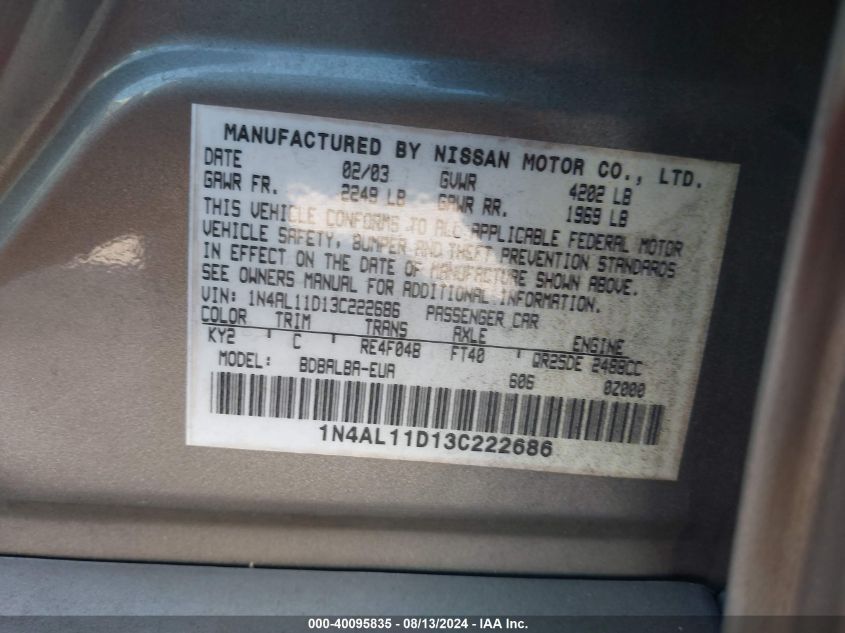 MANUFACTURED BY NISSAN MOTOR CO., LTD.
DATE 02/03 GVWR 4202 LB
GAWR FR. 2249 LB GAWR RR. 1969 LB
THIS VEHICLE CONFORMS TO ALL APPLICABLE FEDERAL MOTOR
VEHICLE SAFETY, BUMPER AND THEFT PREVENTION STANDARDS
IN EFFECT ON THE DATE OF MANUFACTURE SHOWN ABOVE.
SEE OWNERS MANUAL FOR ADDITIONAL INFORMATION.
VIN: 1N4AL11D13C222686 PASSENGER CAR
COLOR TRIM TRANS AXLE ENGINE
KY2 C RE4F04B FT40 QR25DE 2488CC
MODEL: BDBALBA-EUA 606 0Z000
1N4AL11D13C222686
000-40095835 - 08/13/2024 - IAA Inc.